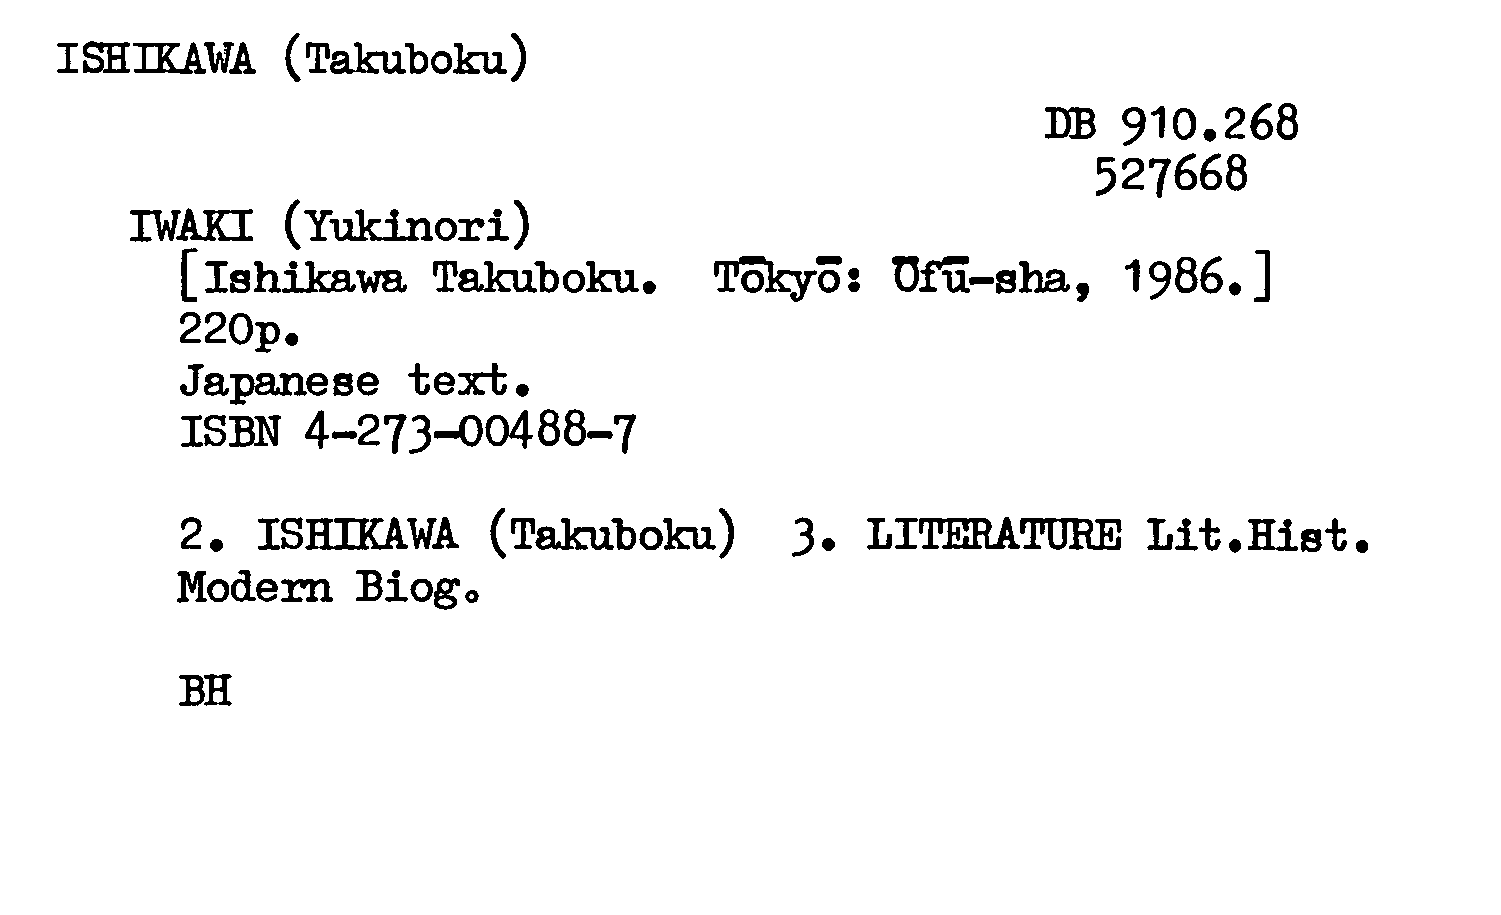 ISHIKAWA (Takuboku)
DB 910.268
527668
IWAKI (Yukinori)
[Ishikawa Takuboku. Tōkyō: Ōfū-sha, 1986.]
220p.
Japanese text.
ISBN 4-273-00488-7
2. ISHIKAWA (Takuboku) 3. LITERATURE Lit.Hist.
Modern Biog.
BH